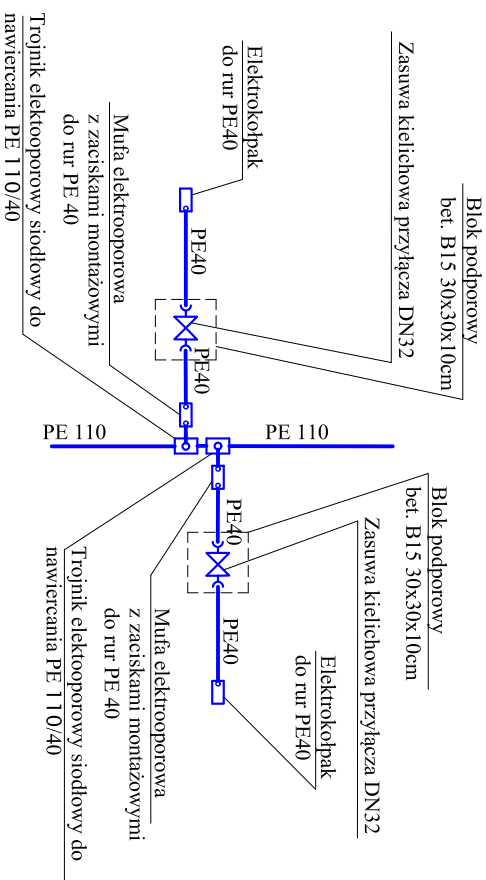 Blok podporowy
bet. B15 30x30x10cm
Zasuwa kielichowa przyłącza DN32
Elektrokołpak
do rur PE40
Mufa elektrooporowa
z zaciskami montażowymi
do rur PE 40
Trojnik elektooporowy siodłowy do
nawiercania PE 110/40
PE40
PE40
PE 110
PE 110
Blok podporowy
bet. B15 30x30x10cm
Zasuwa kielichowa przyłącza DN32
Elektrokołpak
do rur PE40
PE40
PE40
Mufa elektrooporowa
z zaciskami montażowymi
do rur PE 40
Trojnik elektooporowy siodłowy do
nawiercania PE 110/40